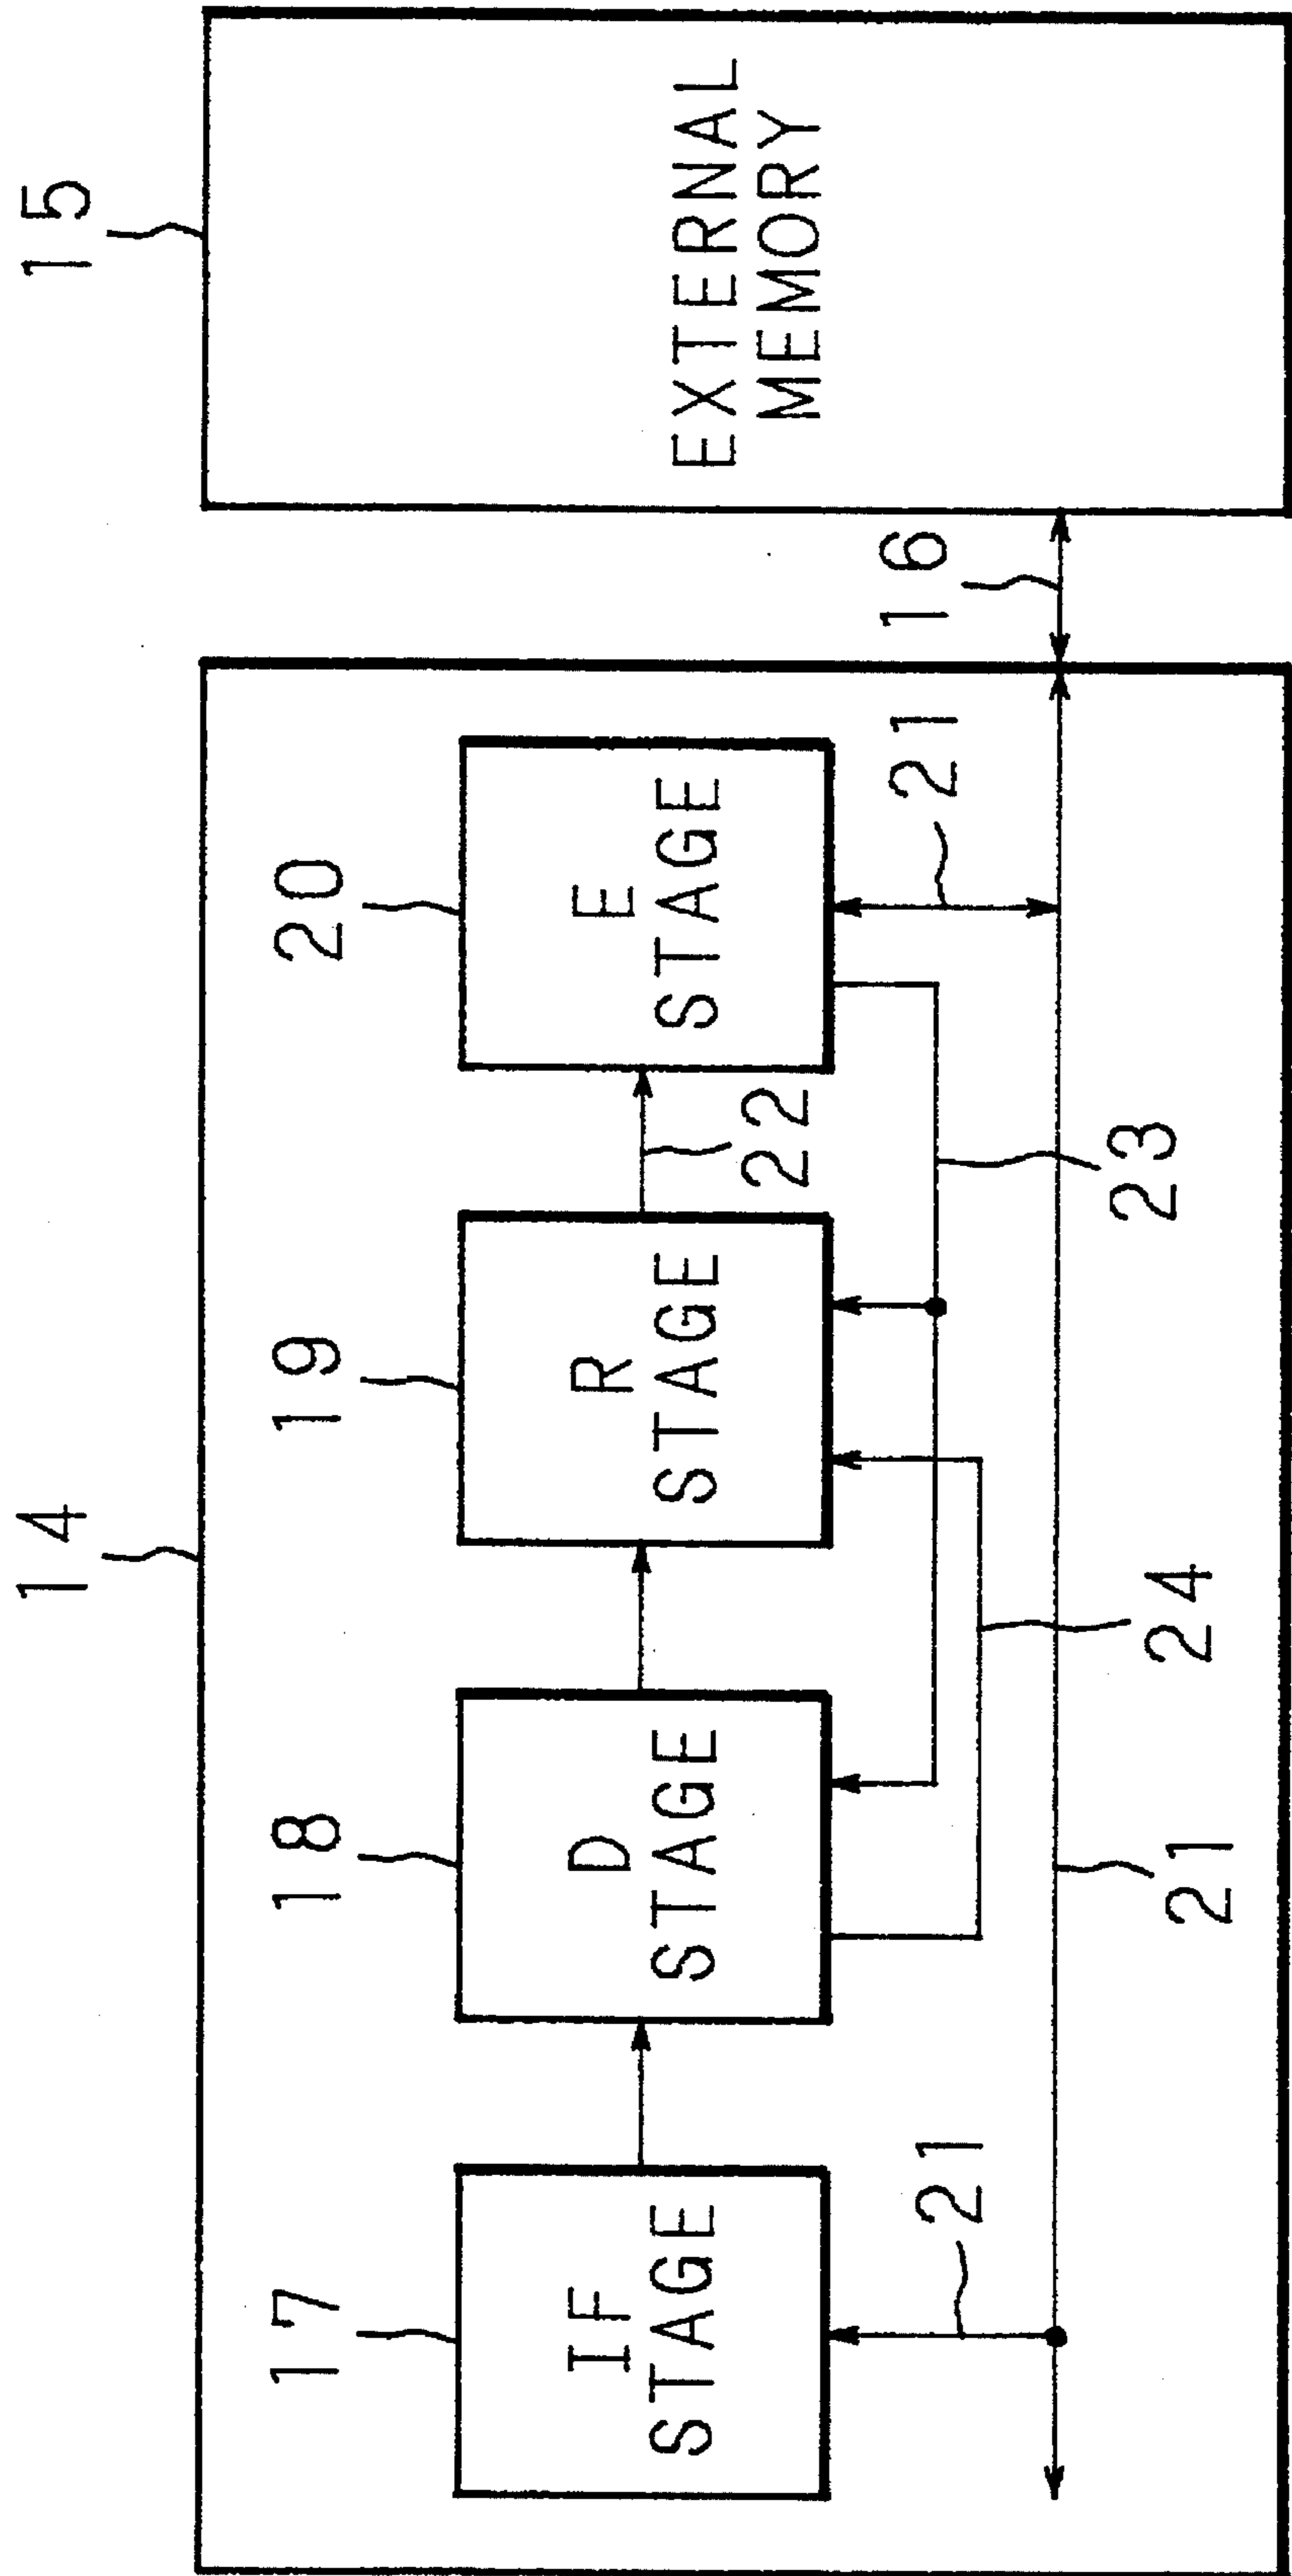 14
15
17
18
19
20
IF
STAGE
D
STAGE
R
STAGE
E
STAGE
EXTERNAL
MEMORY
22
21
21
16
23
24
21